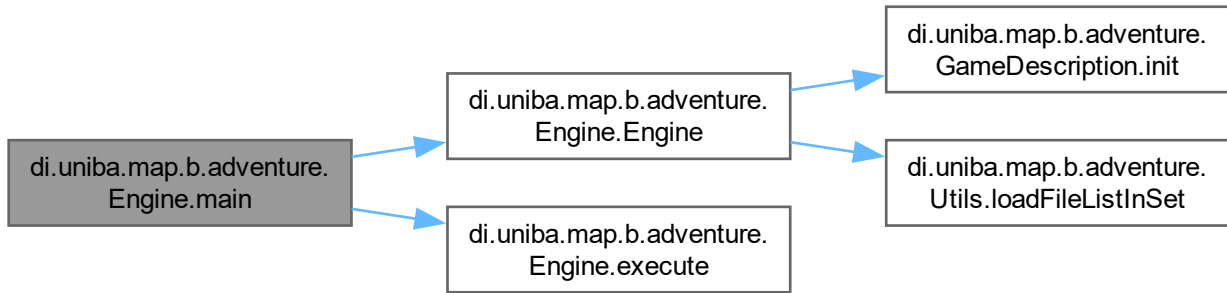 di.uniba.map.b.adventure.
Engine.main
di.uniba.map.b.adventure.
Engine.Engine
di.uniba.map.b.adventure.
Engine.execute
di.uniba.map.b.adventure.
GameDescription.init
di.uniba.map.b.adventure.
Utils.loadFileListInSet